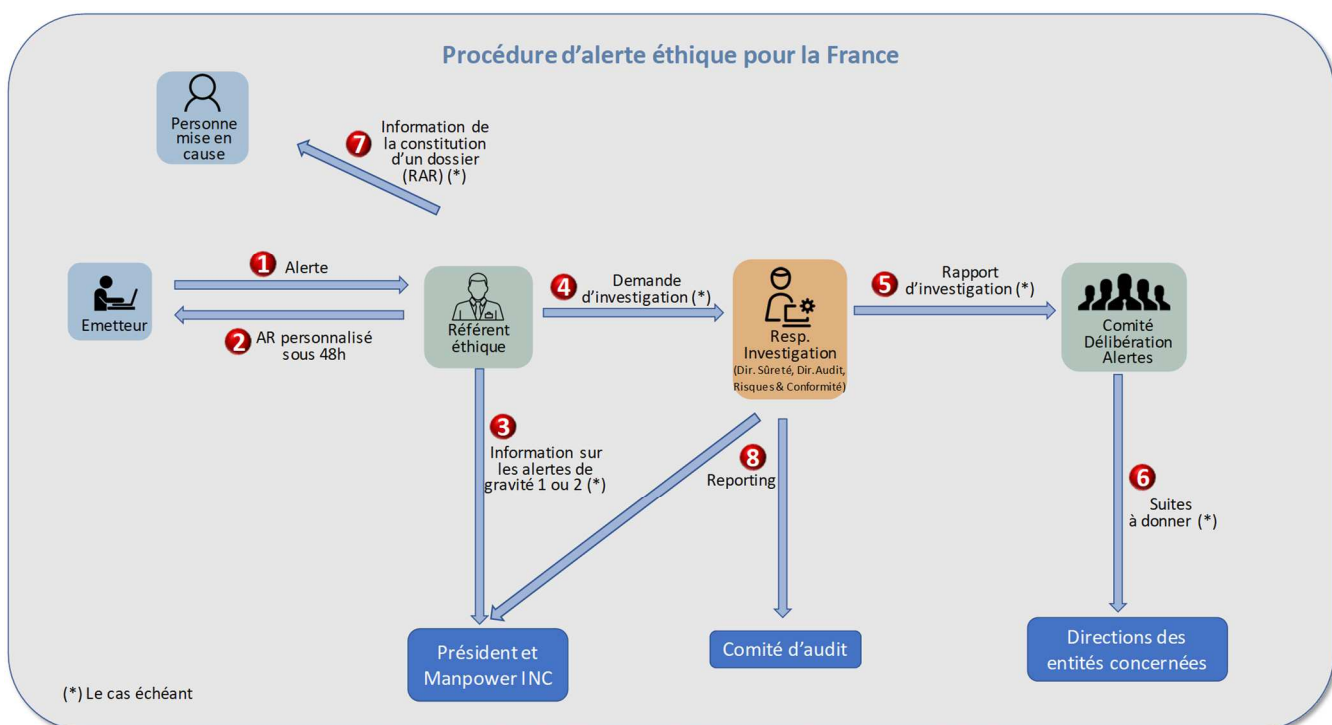 Procédure d'alerte éthique pour la France
Personne
mise en
cause
7
Information de
la constitution
d'un dossier
(RAR) (*)
Emetteur
1
Alerte
2
AR personnalisé
sous 48h
Référent
éthique
4
Demande
d'investigation (*)
Resp.
Investigation
(Dir. Sûreté, Dir. Audit,
Risques & Conformité)
5
Rapport
d'investigation (*)
Comité
Délibération
Alertes
3
Information sur
les alertes de
gravité 1 ou 2 (*)
8
Reporting
6
Suites
à donner (*)
Président et
Manpower INC
Comité d'audit
Directions des
entités concernées
(*) Le cas échéant